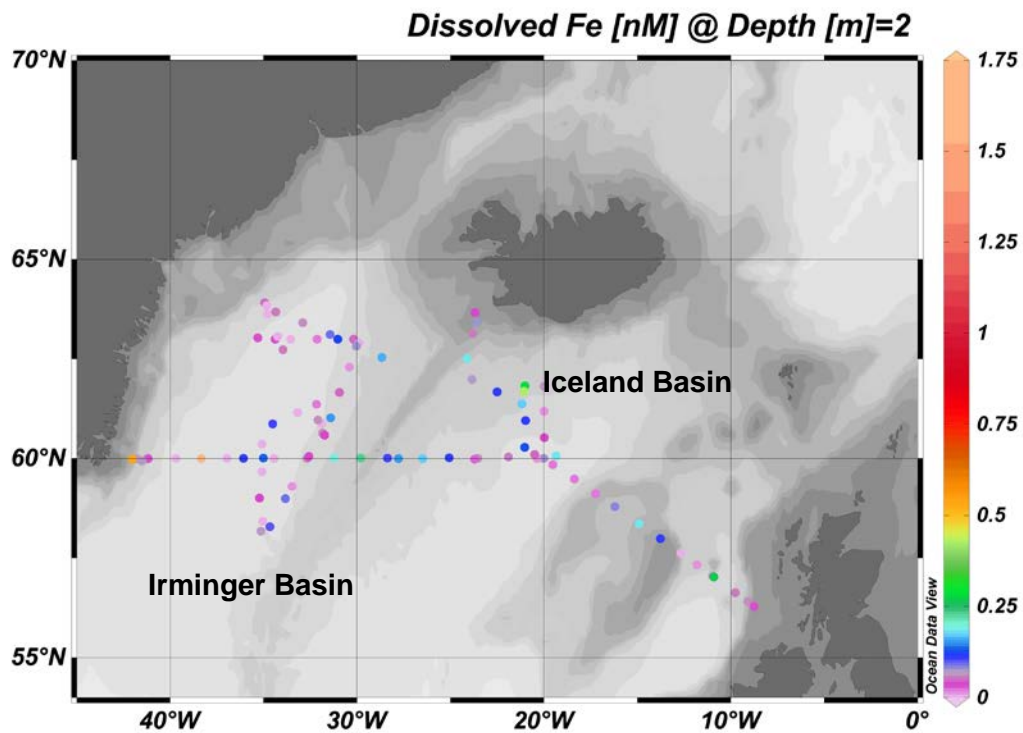 Dissolved Fe [nM] @ Depth [m]=2
70°N
65°N
60°N
55°N
40°W
30°W
20°W
10°W
0°
Iceland Basin
Irminger Basin
Ocean Data View
1.75
1.5
1.25
1
0.75
0.5
0.25
0